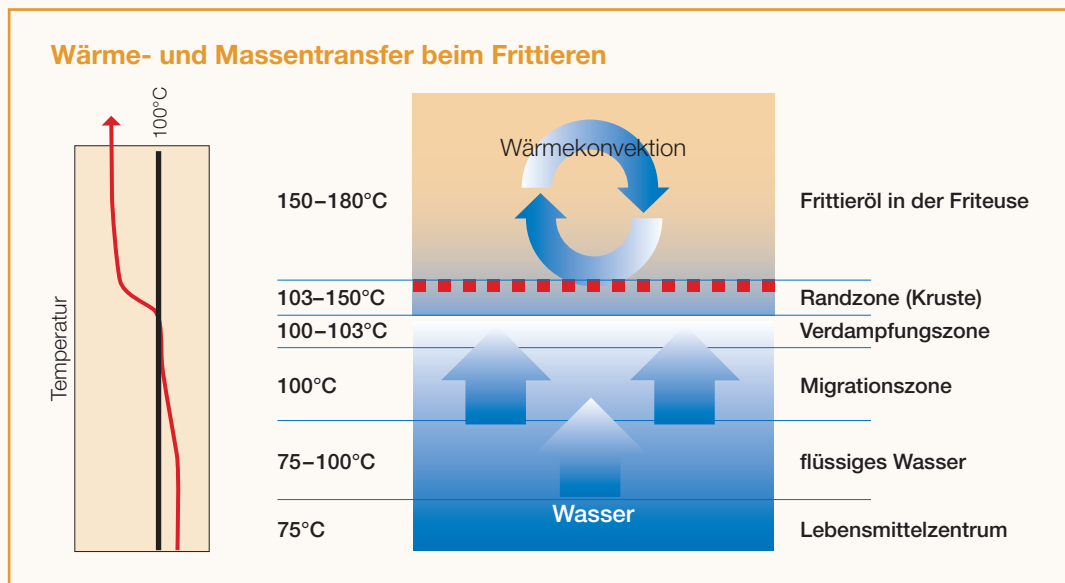 Wärme- und Massentransfer beim Frittieren
100°C
Temperatur
Wärmekonvektion
150–180°C
Frittieröl in der Friteuse
103–150°C
Randzone (Kruste)
100–103°C
Verdampfungszone
100°C
Migrationszone
75–100°C
flüssiges Wasser
Wasser
75°C
Lebensmittelzentrum